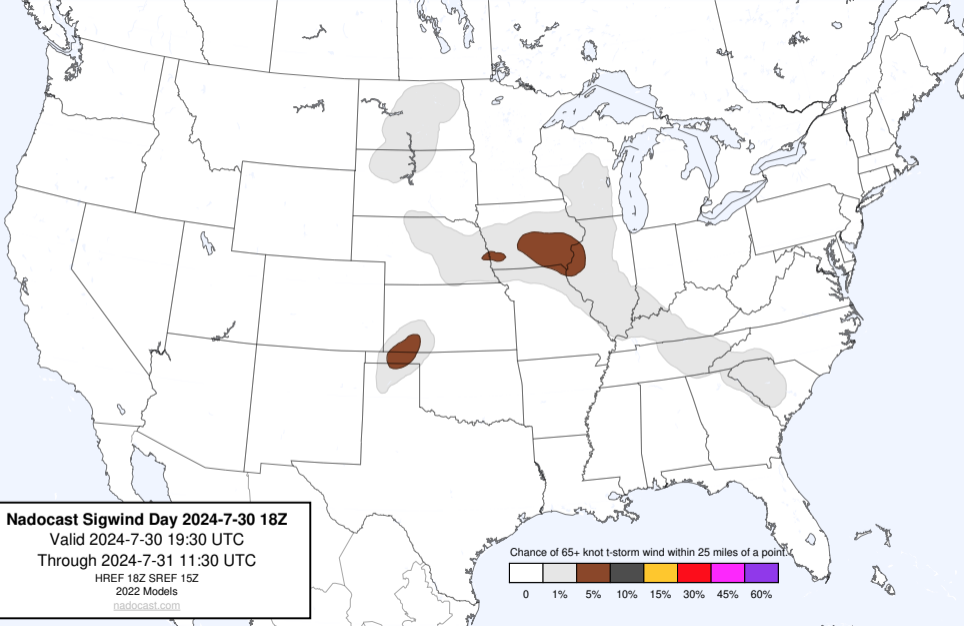 Nadocast Sigwind Day 2024-7-30 18Z
Valid 2024-7-30 19:30 UTC
Through 2024-7-31 11:30 UTC
HREF 18Z SREF 15Z
2022 Models
nadocast.com
Chance of 65+ knot t-storm wind within 25 miles of a point.
0 1% 5% 10% 15% 30% 45% 60%